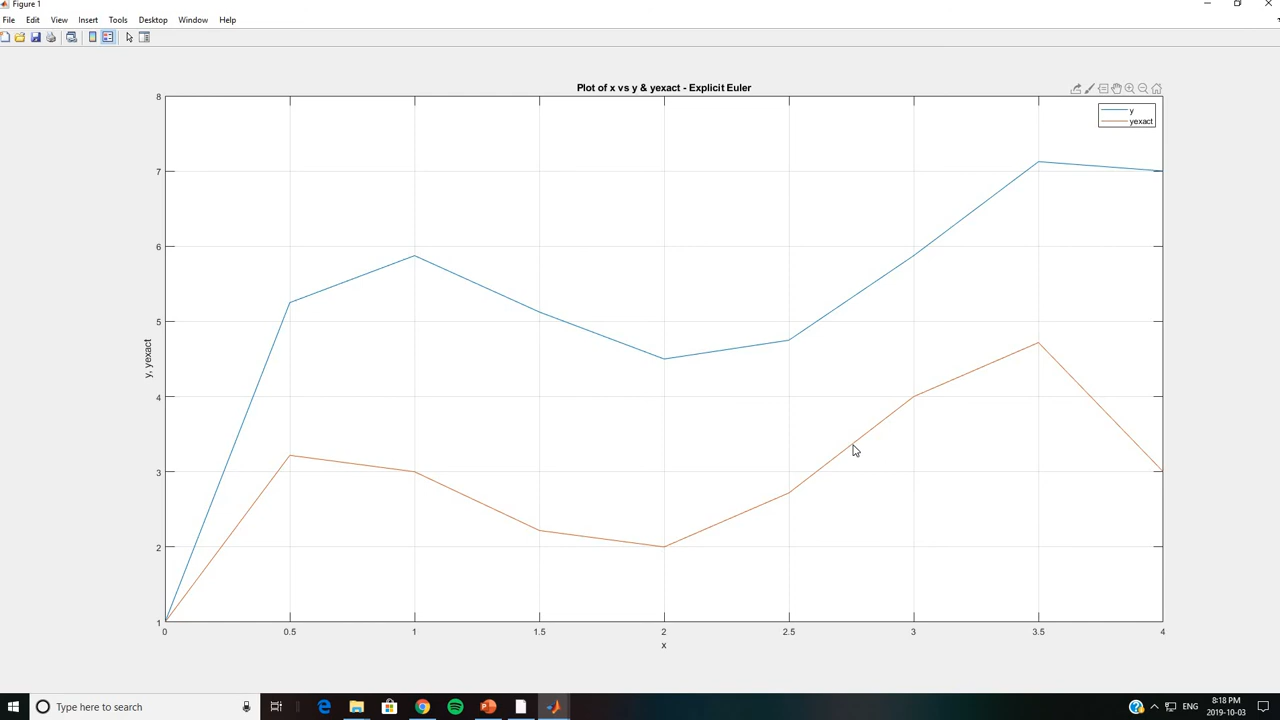 Figure 1
File Edit View Insert Tools Desktop Window Help
Plot of x vs y & yexact - Explicit Euler
y
yexact
8
7
6
5
4
3
2
1
y, yexact
0 0.5 1 1.5 2 2.5 3 3.5 4
x
Type here to search
ENG
8:18 PM
2019-10-03